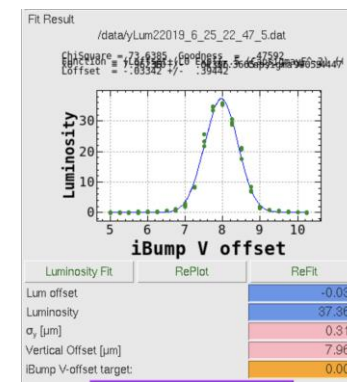 Fit Result
/data/yLum22019_6_25_22_47_5.dat
ChiSquare = 73.6385 Goodness = .47592
Loffset = -.03342 +/- .39442
Luminosity
30
20
10
0
5 6 7 8 9 10
iBump V offset
Luminosity Fit RePlot ReFit
Lum offset -0.03
Luminosity 37.36
σy [μm] 0.31
Vertical Offset [μm] 7.96
iBump V-offset target: 0.00